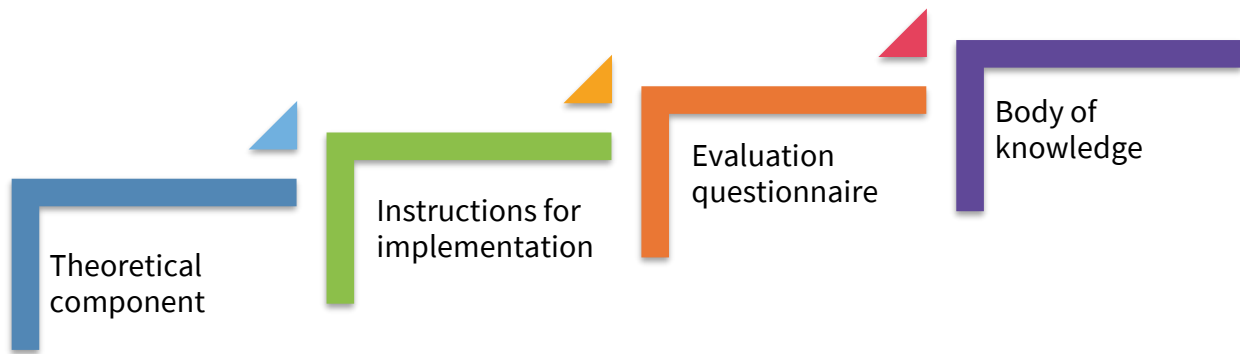 Theoretical
component
Instructions for
implementation
Evaluation
questionnaire
Body of
knowledge